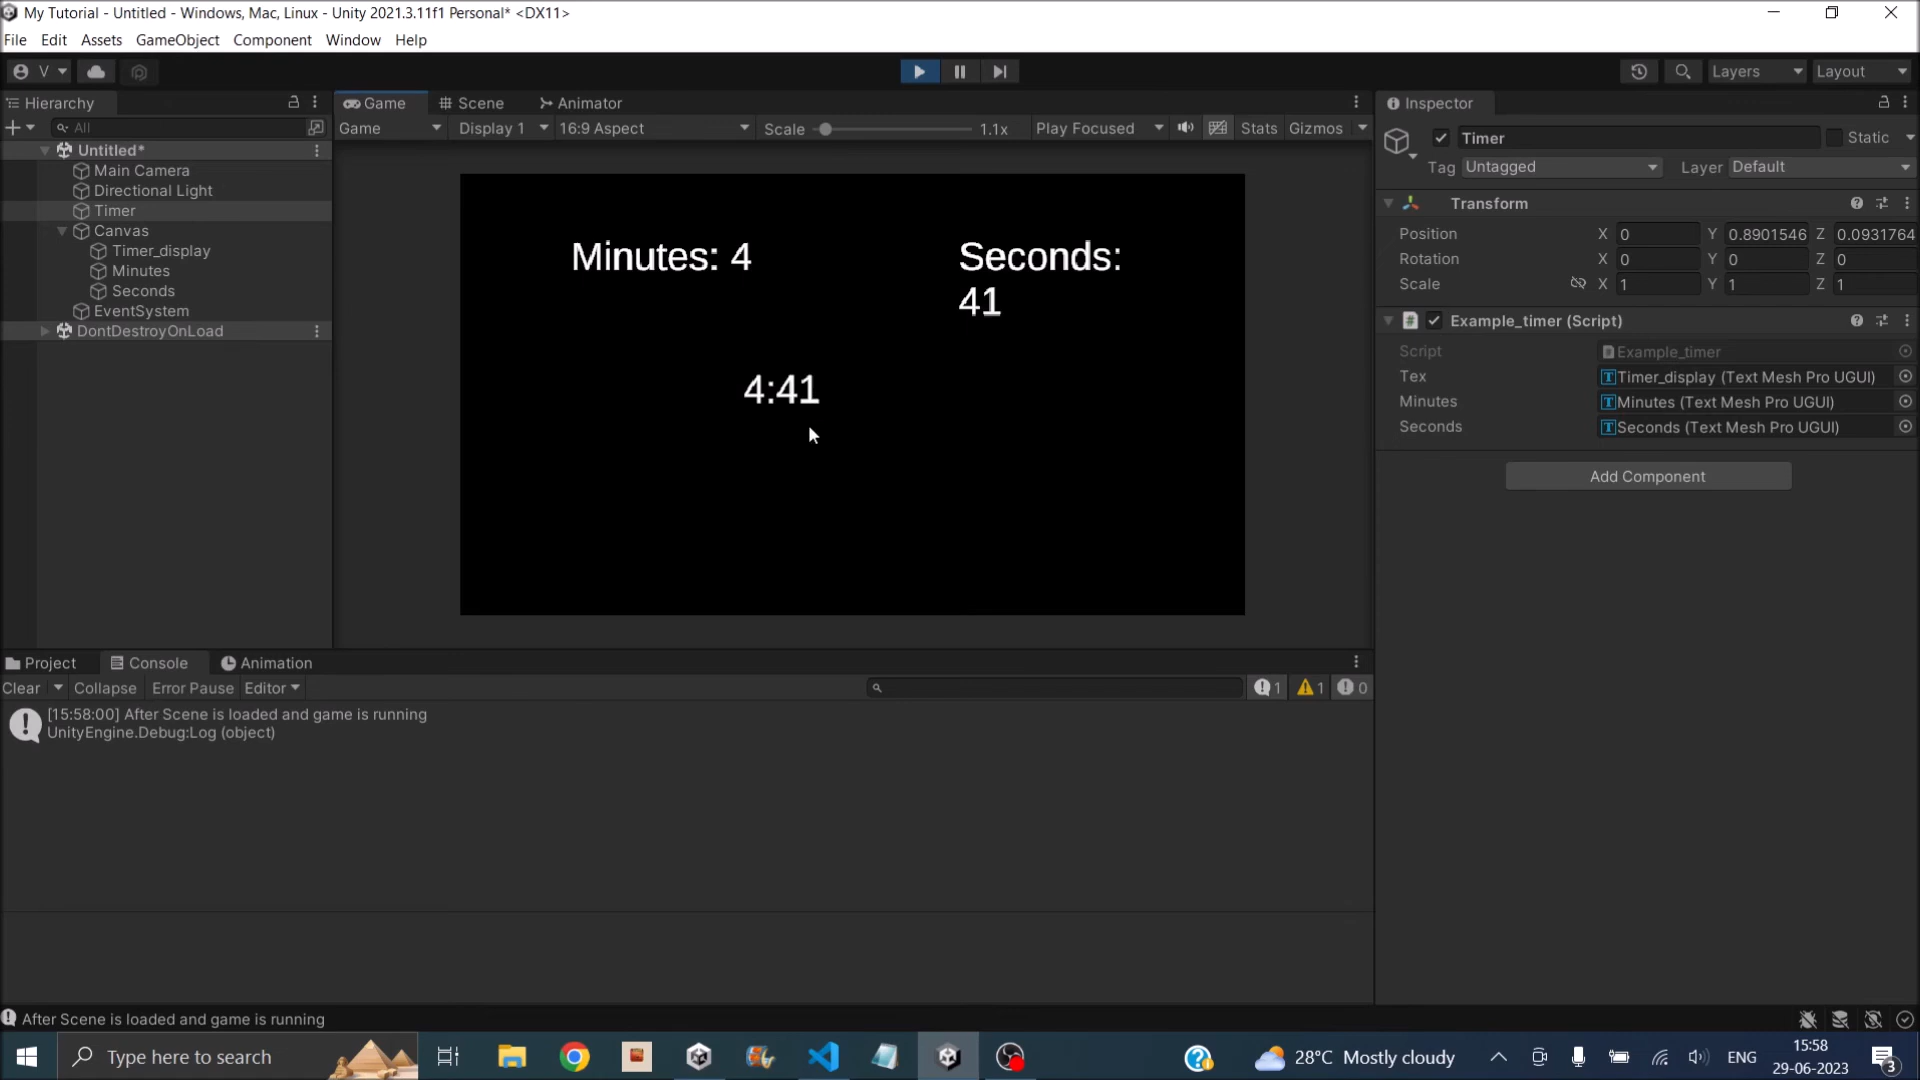 My Tutorial - Untitled - Windows, Mac, Linux - Unity 2021.3.11f1 Personal* <DX11>
File Edit Assets GameObject Component Window Help
V Layers Layout
Hierarchy
All
Untitled*
Main Camera
Directional Light
Timer
Canvas
Timer_display
Minutes
Seconds
EventSystem
DontDestroyOnLoad
Game Scene Animator
Game Display 1 16:9 Aspect Scale 1.1x Play Focused Stats Gizmos
Minutes: 4
Seconds:
41
4:41
Inspector
Timer Static
Tag Untagged Layer Default
Transform
Position X 0 Y 0.8901546 Z 0.0931764
Rotation X 0 Y 0 Z 0
Scale X 1 Y 1 Z 1
Example_timer (Script)
Script Example_timer
Tex Timer_display (Text Mesh Pro UGUI)
Minutes Minutes (Text Mesh Pro UGUI)
Seconds Seconds (Text Mesh Pro UGUI)
Add Component
Project Console Animation
Clear Collapse Error Pause Editor 1 1 0
[15:58:00] After Scene is loaded and game is running
UnityEngine.Debug:Log (object)
After Scene is loaded and game is running
Type here to search 28°C Mostly cloudy ENG 15:58
29-06-2023 3